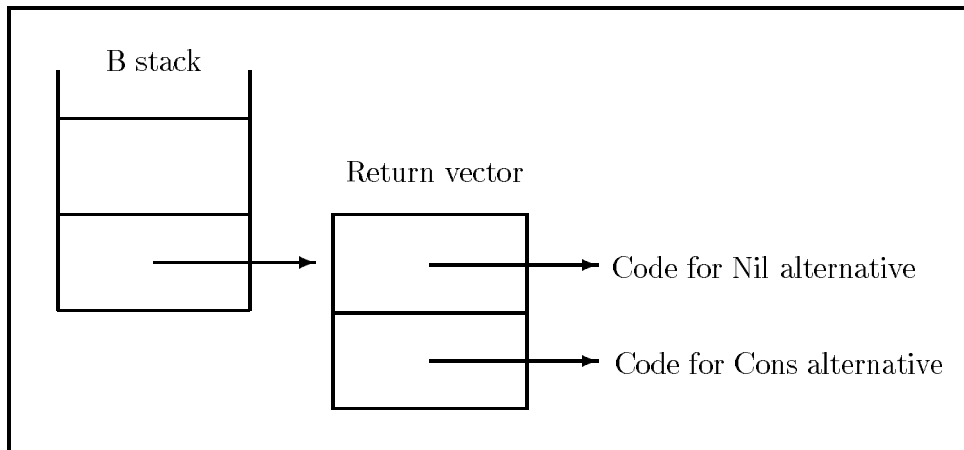 B stack
Return vector
Code for Nil alternative
Code for Cons alternative